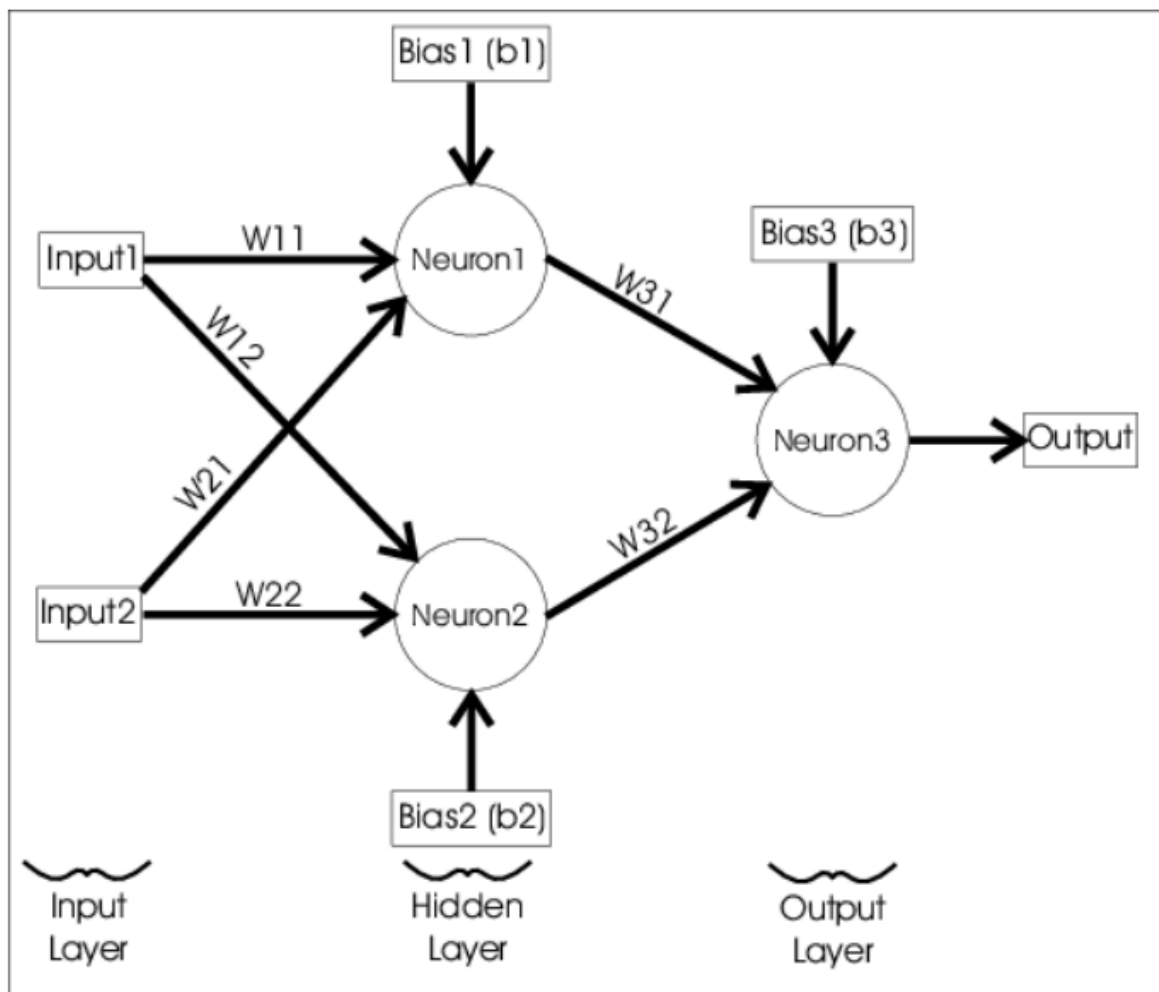 Bias1 (b1)
Input1
W11
Neuron1
W12
W31
Bias3 (b3)
W21
Neuron3
Output
Input2
W22
Neuron2
W32
Bias2 (b2)
Input
Layer
Hidden
Layer
Output
Layer